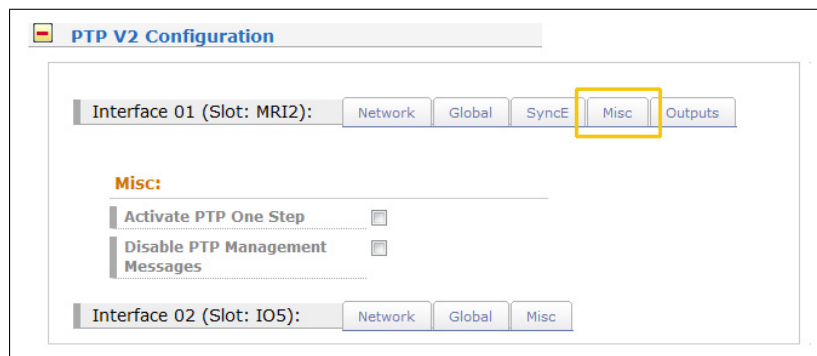 PTP V2 Configuration
Interface 01 (Slot: MRI2): Network Global SyncE Misc Outputs
Misc:
Activate PTP One Step
Disable PTP Management
Messages
Interface 02 (Slot: IO5): Network Global Misc